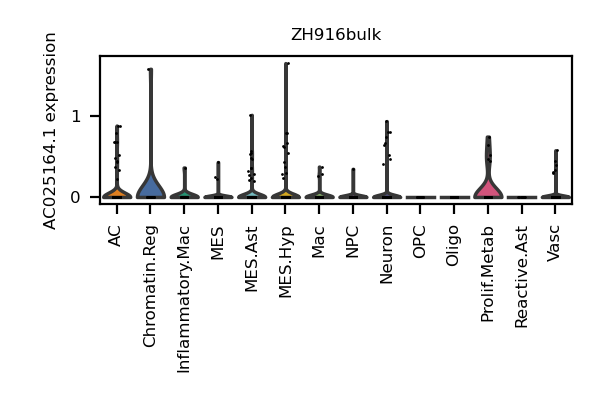 ZH916bulk
AC025164.1 expression
1
0
AC
Chromatin.Reg
Inflammatory.Mac
MES
MES.Ast
MES.Hyp
Mac
NPC
Neuron
OPC
Oligo
Prolif.Metab
Reactive.Ast
Vasc